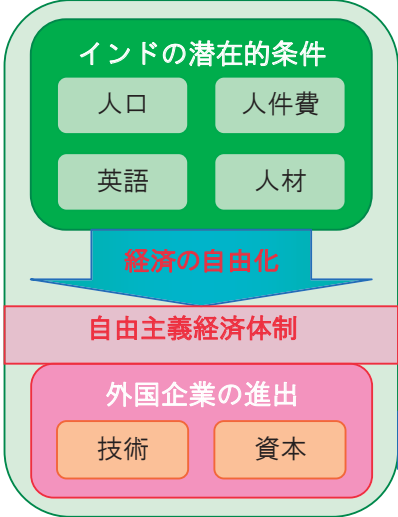 インドの潜在的条件
人口 人件費
英語 人材
経済の自由化
自由主義経済体制
外国企業の進出
技術 資本